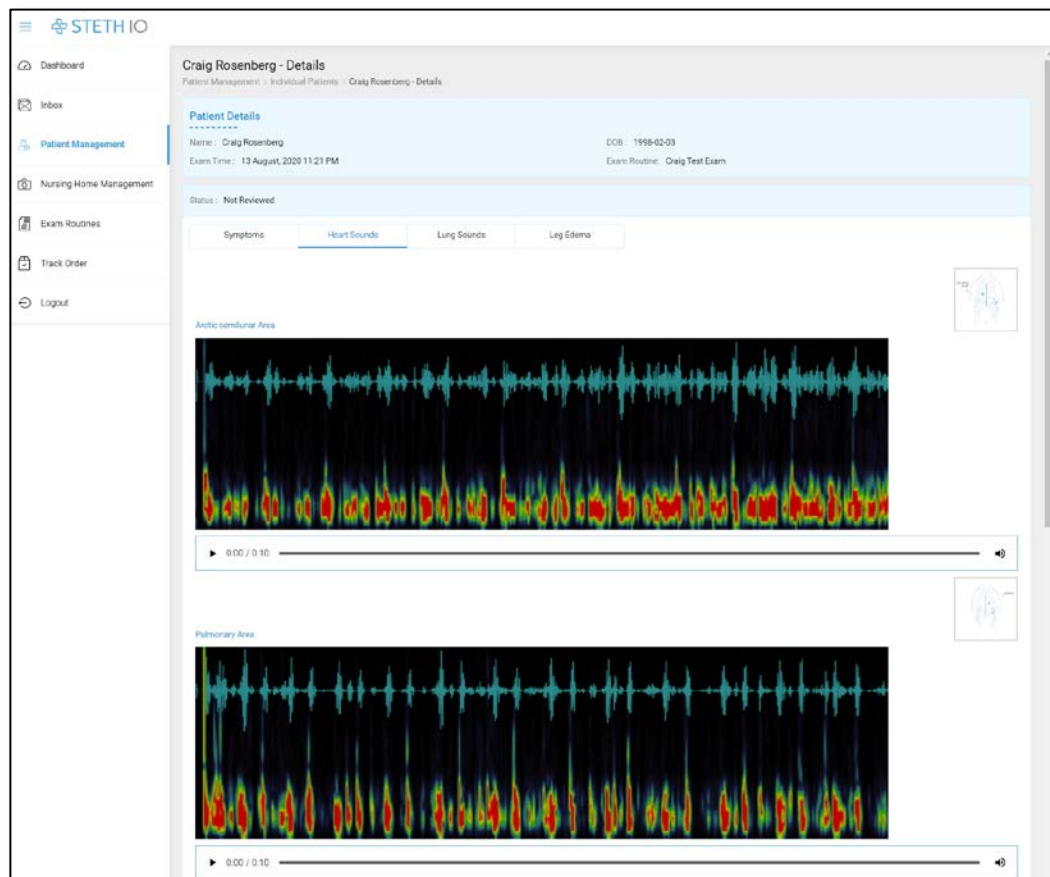 STETH IO
Dashboard
Inbox
Patient Management
Nursing Home Management
Exam Routines
Track Order
Logout
Craig Rosenberg - Details
Patient Management > Individual Patients > Craig Rosenberg - Details
Patient Details
Name : Craig Rosenberg
DOB : 1998-02-03
Exam Time : 13 August, 2020 11:21 PM
Exam Routine: Craig Test Exam
Status : Not Reviewed
Symptoms
Heart Sounds
Lung Sounds
Leg Edema
Arotic semilunar Area
0:00 / 0:10
Pulmonary Area
0:00 / 0:10